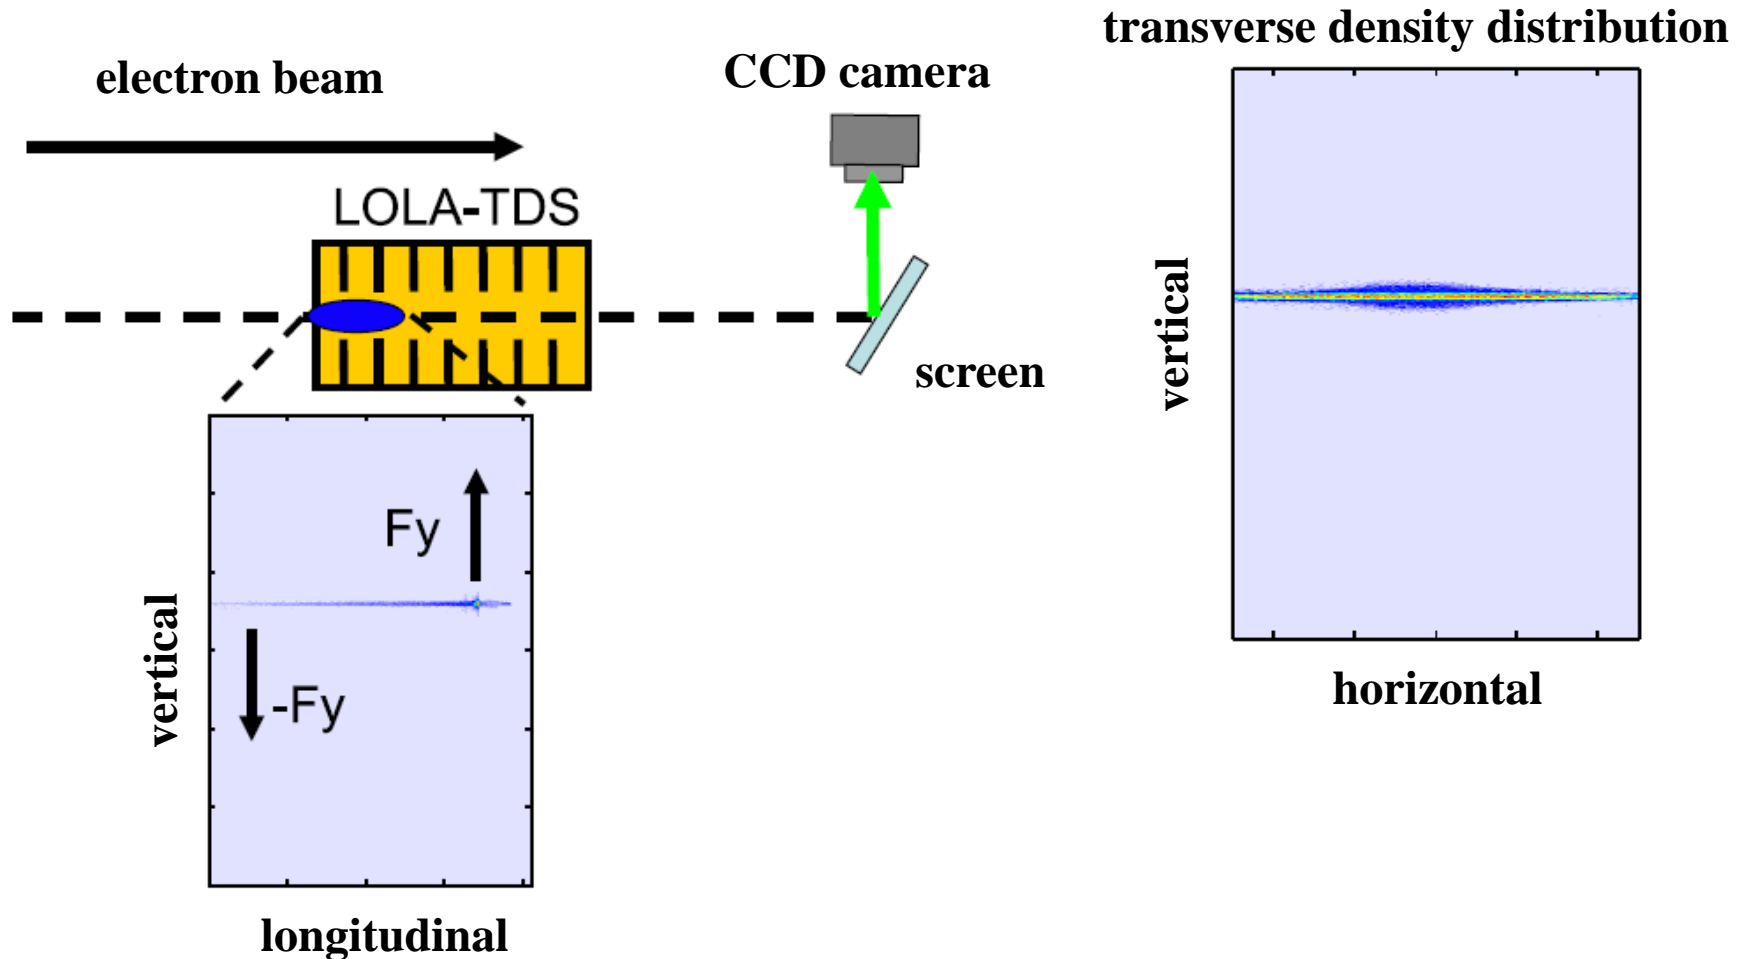 transverse density distribution
electron beam
CCD camera
LOLA-TDS
screen
vertical
horizontal
Fy
-Fy
vertical
longitudinal